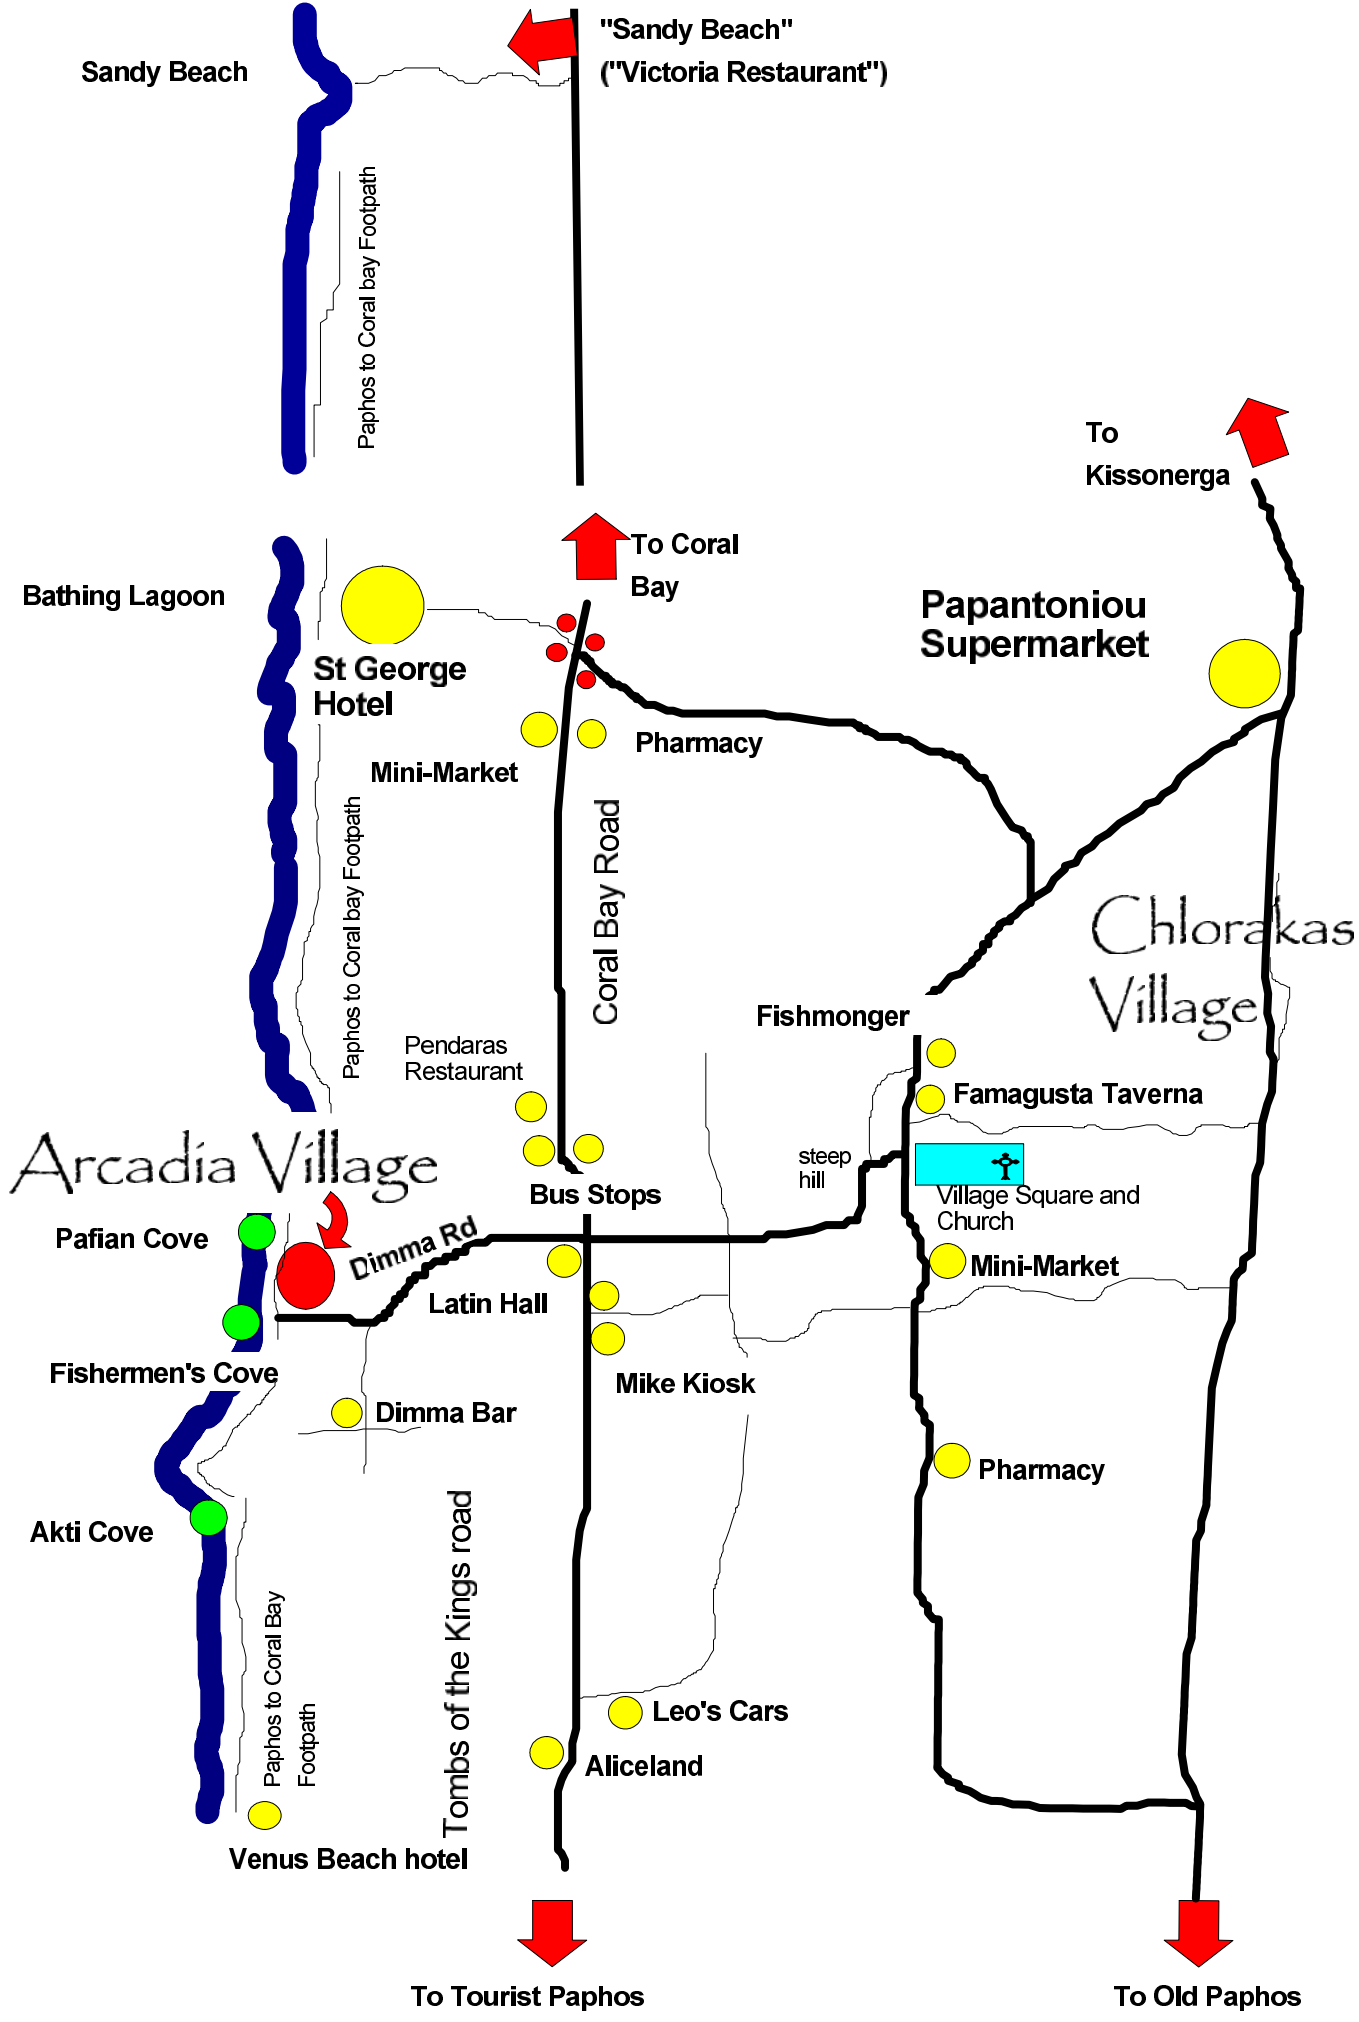 "Sandy Beach"
("Victoria Restaurant")
Sandy Beach
Paphos to Coral bay Footpath
To
Kissonerga
To Coral
Bay
Bathing Lagoon
Papantoniou
Supermarket
St George
Hotel
Pharmacy
Mini-Market
Coral Bay Road
Paphos to Coral bay Footpath
Chlorakas
Village
Fishmonger
Pendaras
Restaurant
Famagusta Taverna
Arcadia Village
steep
hill
Bus Stops
Village Square and
Church
Pafian Cove
Dimma Rd
Mini-Market
Latin Hall
Fishermen's Cove
Mike Kiosk
Dimma Bar
Pharmacy
Akti Cove
Tombs of the Kings road
Paphos to Coral Bay
Footpath
Leo's Cars
Aliceland
Venus Beach hotel
To Tourist Paphos
To Old Paphos